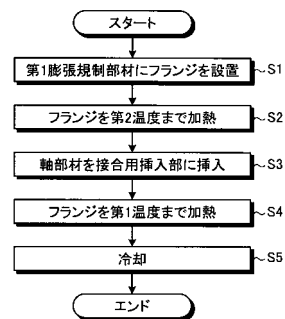 スタート
第1膨張規制部材にフランジを設置 S1
フランジを第2温度まで加熱 S2
軸部材を接合用挿入部に挿入 S3
フランジを第1温度まで加熱 S4
冷却 S5
エンド